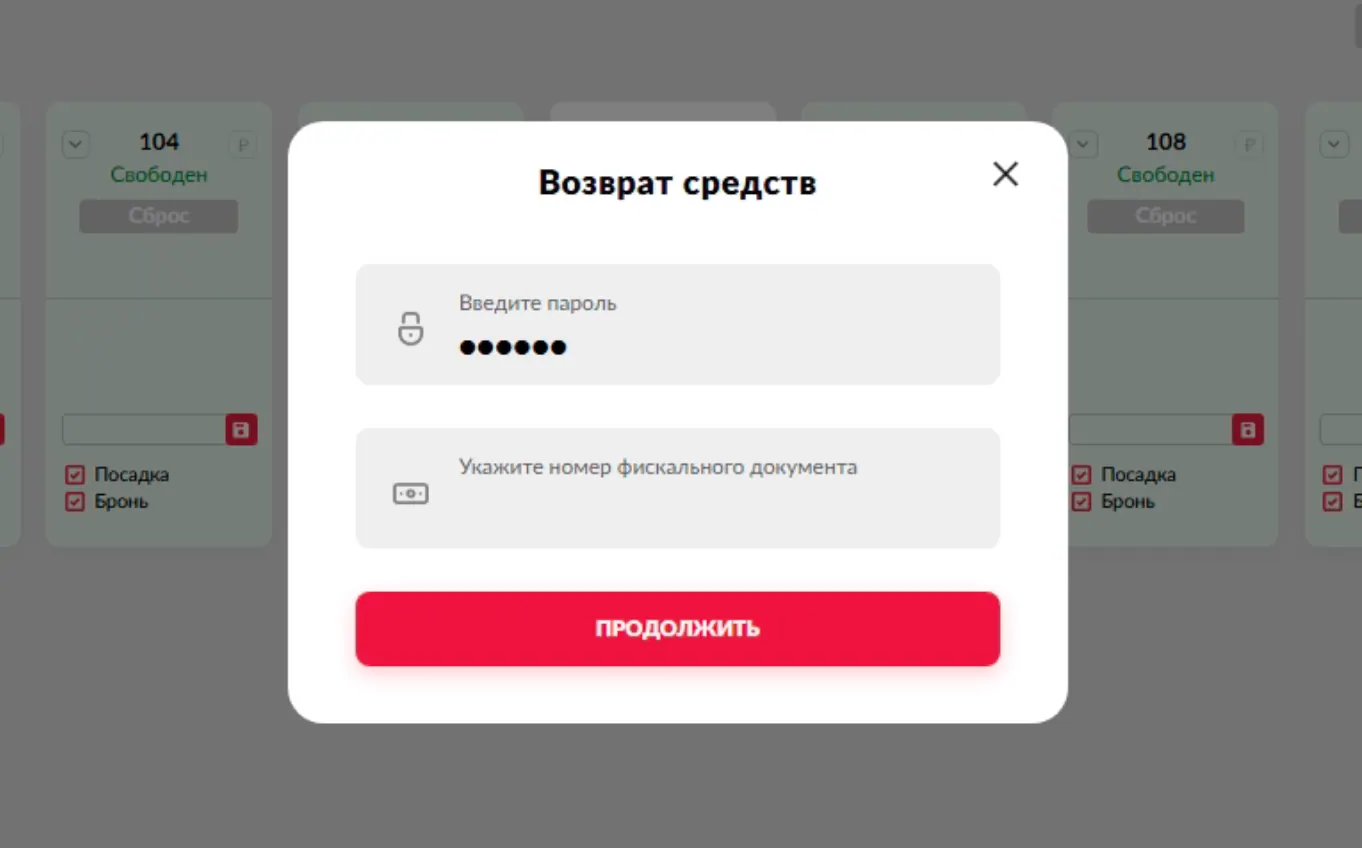 104
Свободен
Сброс
Посадка
Бронь
Возврат средств
Введите пароль
••••••
Укажите номер фискального документа
ПРОДОЛЖИТЬ
108
Свободен
Сброс
Посадка
Бронь